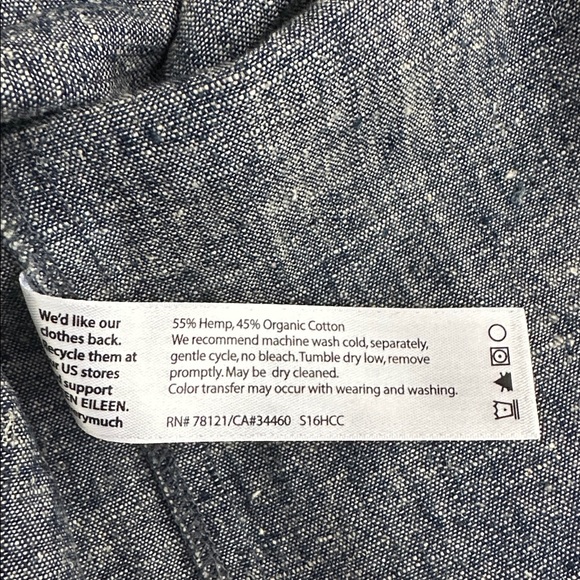 We'd like our
clothes back.
ecycle them at
r US stores
support
EN EILEEN.
rymuch
55% Hemp, 45% Organic Cotton
We recommend machine wash cold, separately,
gentle cycle, no bleach. Tumble dry low, remove
promptly. May be dry cleaned.
Color transfer may occur with wearing and washing.
RN# 78121/CA#34460 S16HCC